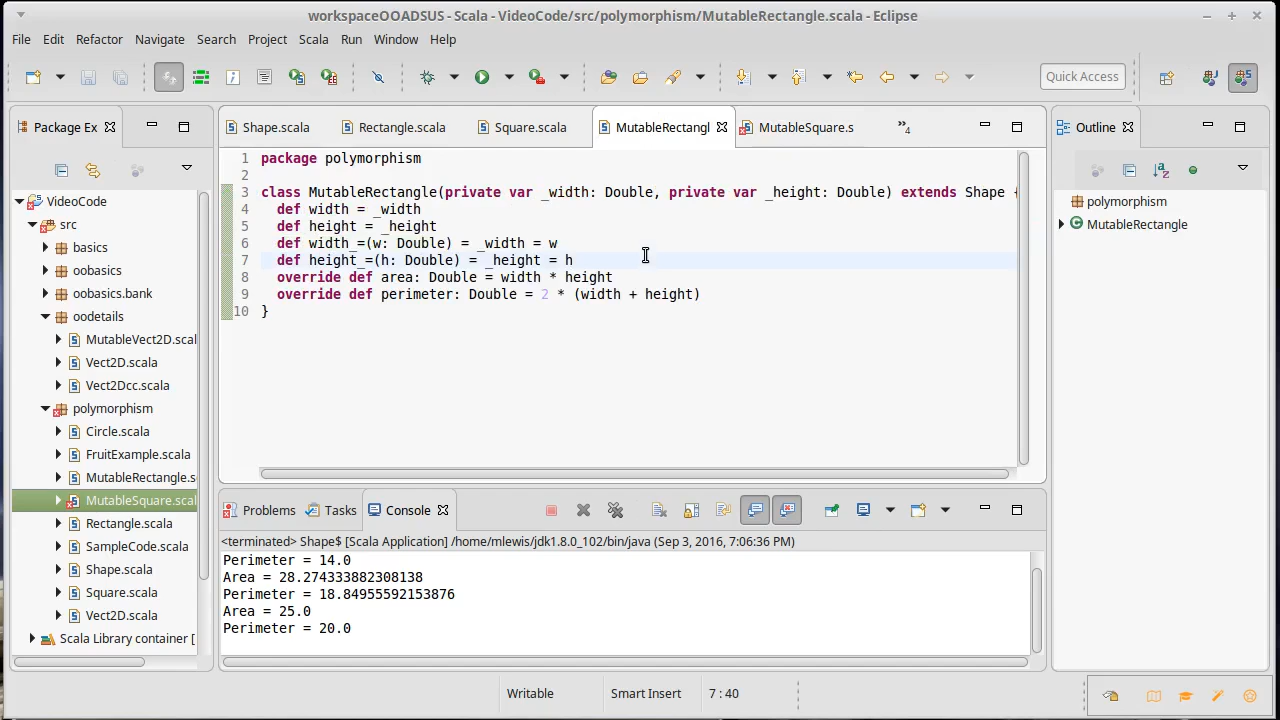 workspaceOOADSUS - Scala - VideoCode/src/polymorphism/MutableRectangle.scala - Eclipse
File Edit Refactor Navigate Search Project Scala Run Window Help
Quick Access
Package Ex
Shape.scala Rectangle.scala Square.scala MutableRectangl MutableSquare.s »4
Outline
VideoCode
src
basics
oobasics
oobasics.bank
oodetails
MutableVect2D.scal
Vect2D.scala
Vect2Dcc.scala
polymorphism
Circle.scala
FruitExample.scala
MutableRectangle.s
MutableSquare.scal
Rectangle.scala
SampleCode.scala
Shape.scala
Square.scala
Vect2D.scala
Scala Library container [
1 package polymorphism
2
3 class MutableRectangle(private var _width: Double, private var _height: Double) extends Shape {
4 def width = _width
5 def height = _height
6 def width_=(w: Double) = _width = w
7 def height_=(h: Double) = _height = h
8 override def area: Double = width * height
9 override def perimeter: Double = 2 * (width + height)
10 }
polymorphism
MutableRectangle
Problems Tasks Console
<terminated> Shape$ [Scala Application] /home/mlewis/jdk1.8.0_102/bin/java (Sep 3, 2016, 7:06:36 PM)
Perimeter = 14.0
Area = 28.274333882308138
Perimeter = 18.84955592153876
Area = 25.0
Perimeter = 20.0
Writable Smart Insert 7 : 40